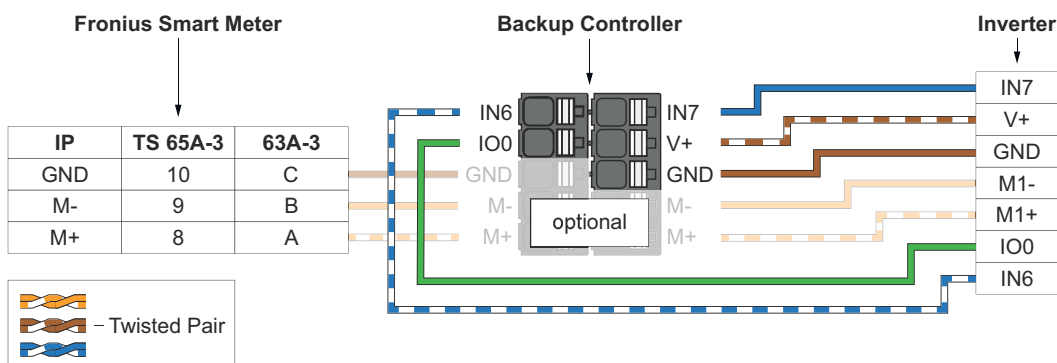 Fronius Smart Meter
Backup Controller
Inverter
IP TS 65A-3 63A-3
GND 10 C
M- 9 B
M+ 8 A
IN6
IO0
GND
M-
M+
optional
IN7
V+
GND
M-
M+
IN7
V+
GND
M1-
M1+
IO0
IN6
– Twisted Pair